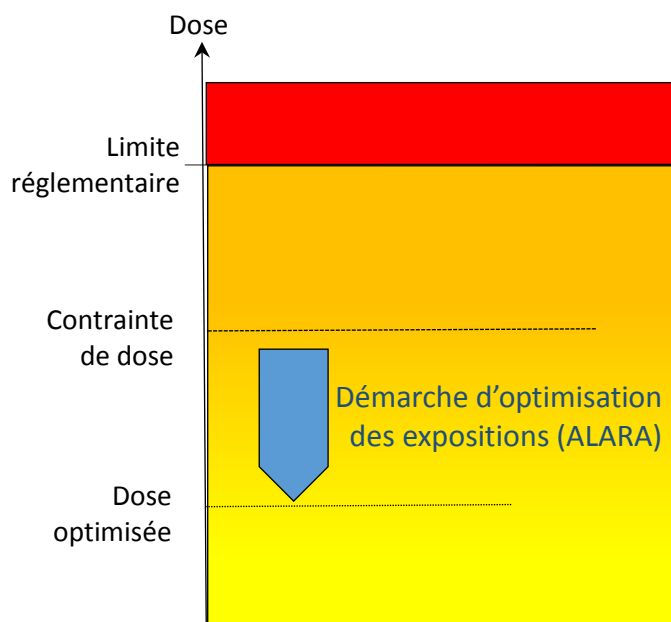 Dose
Limite
réglementaire
Contrainte
de dose
Démarche d’optimisation
des expositions (ALARA)
Dose
optimisée